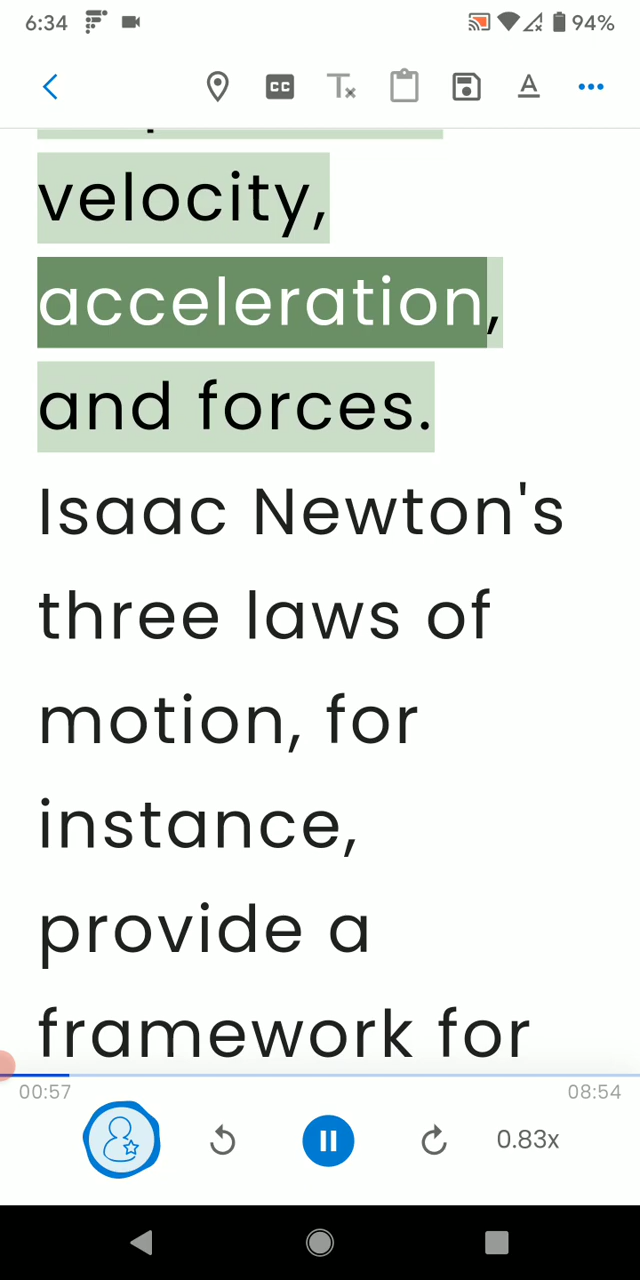 6:34
94%
CC
velocity,
acceleration,
and forces.
Isaac Newton's
three laws of
motion, for
instance,
provide a
framework for
00:57
08:54
0.83x